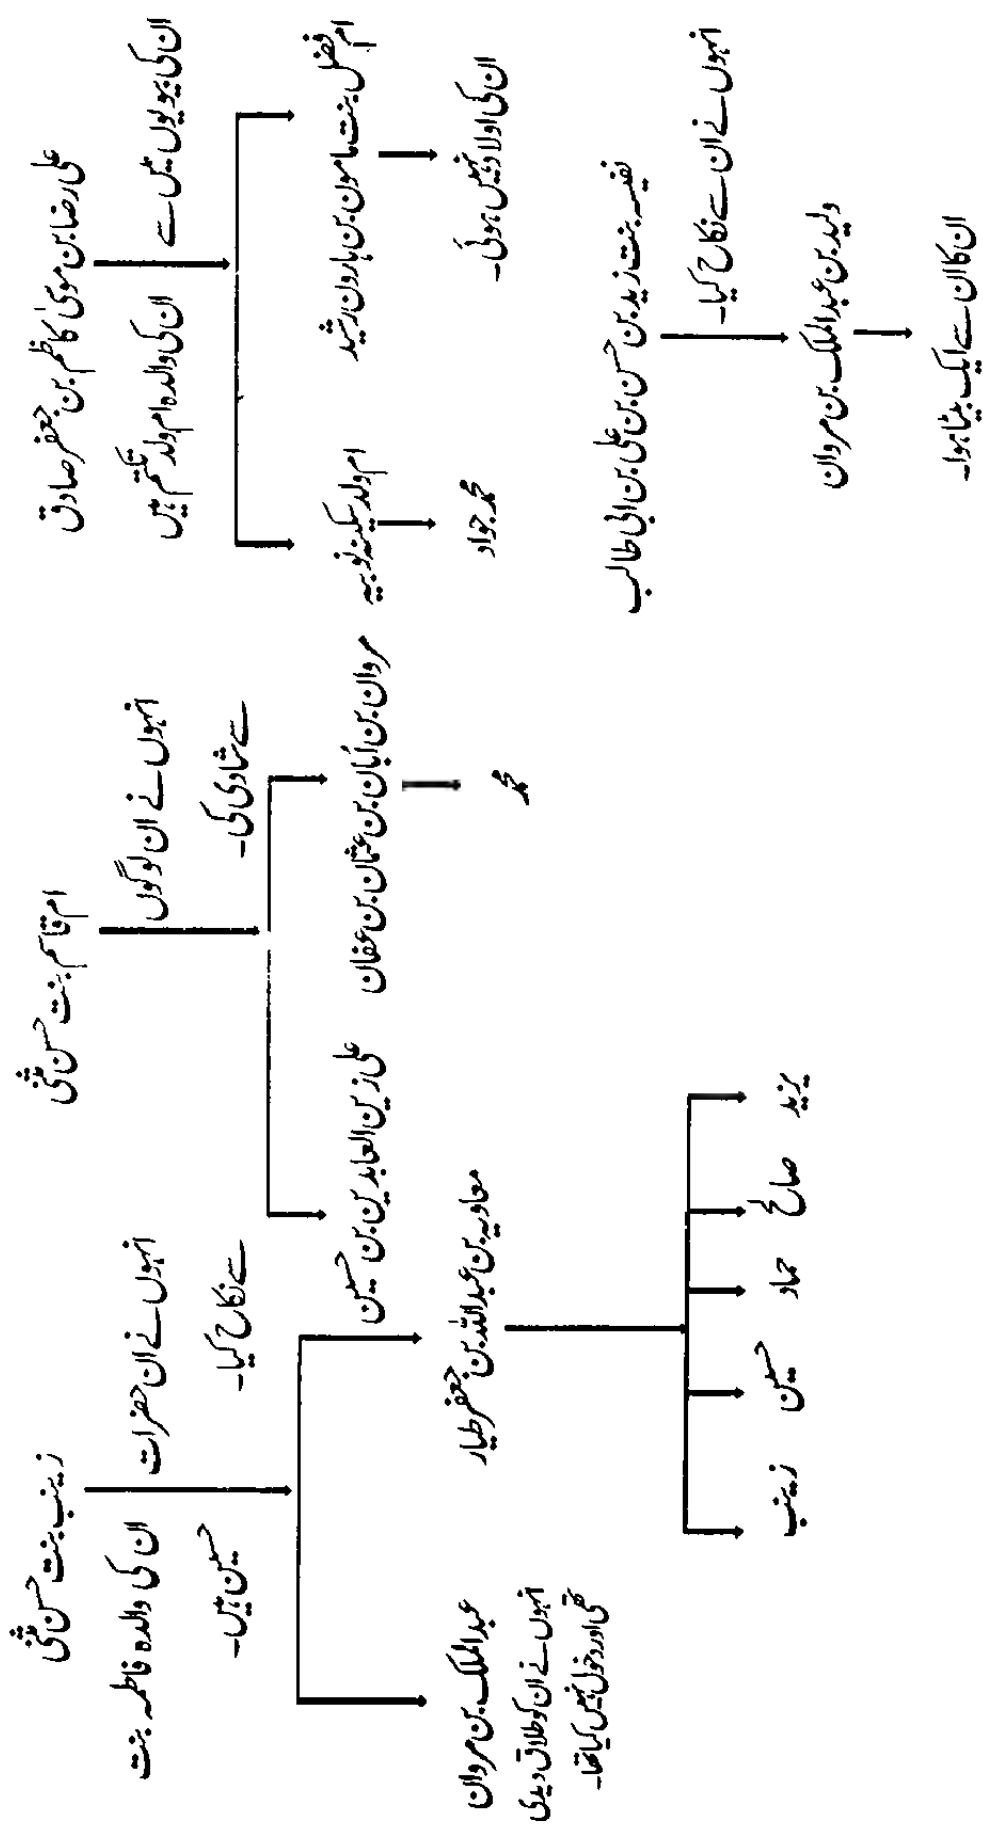 علی رضا بن موسیٰ کاظم بن جعفر صادق
ان کی بیویوں میں سے
ان کی والدہ ام ولد تکتم ہیں
ام فضل بنت مامون بن ہارون رشید
ان کی اولاد نہیں ہوئی۔
ام ولد سکینہ نوبیہ
محمد جواد
نفیسہ بنت زید بن حسن بن علی بن ابی طالب
انہوں نے ان سے نکاح کیا۔
ولید بن عبدالملک بن مروان
ان کا ان سے ایک بیٹا ہوا۔
ام قاسم بنت حسن مثنیٰ
انہوں نے ان لوگوں
سے شادی کی۔
مروان بن اَبان بن عثمان بن عفان
محمد
علی زین العابدین بن حسین
زینب بنت حسن مثنیٰ
انہوں نے ان حضرات
سے نکاح کیا۔
ان کی والدہ فاطمہ بنت
حسین ہیں۔
معاویہ بن عبداللہ بن جعفر طیار
یزید
صالح
حماد
حسین
زینب
عبدالملک بن مروان
انہوں نے ان کو طلاق دیدی
تھی اور دخول نہیں کیا تھا۔